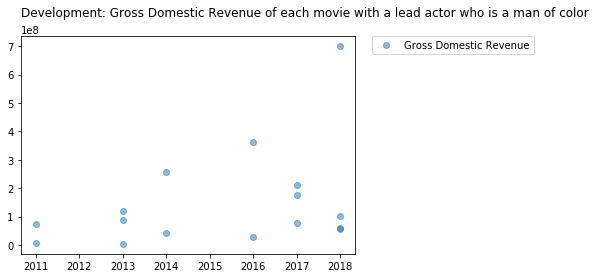 Development: Gross Domestic Revenue of each movie with a lead actor who is a man of color
1e8
Gross Domestic Revenue
7
6
5
4
3
2
1
0
2011 2012 2013 2014 2015 2016 2017 2018